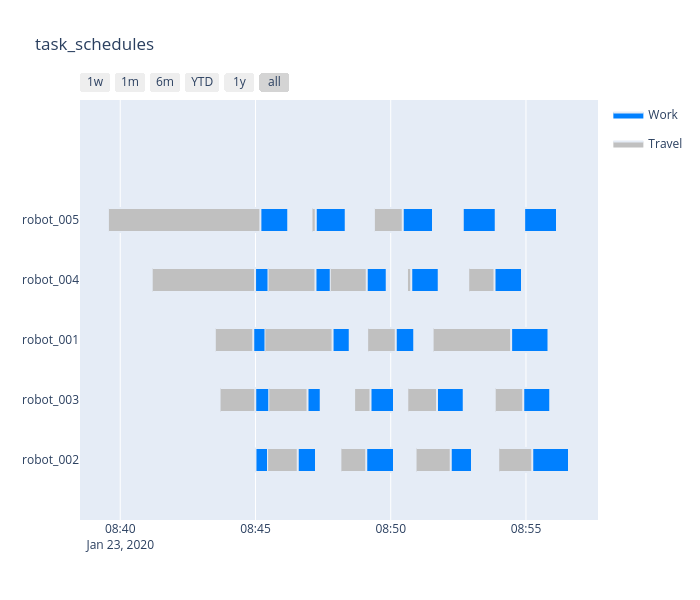 task_schedules
1w 1m 6m YTD 1y all
Work
Travel
robot_005
robot_004
robot_001
robot_003
robot_002
08:40 08:45 08:50 08:55
Jan 23, 2020